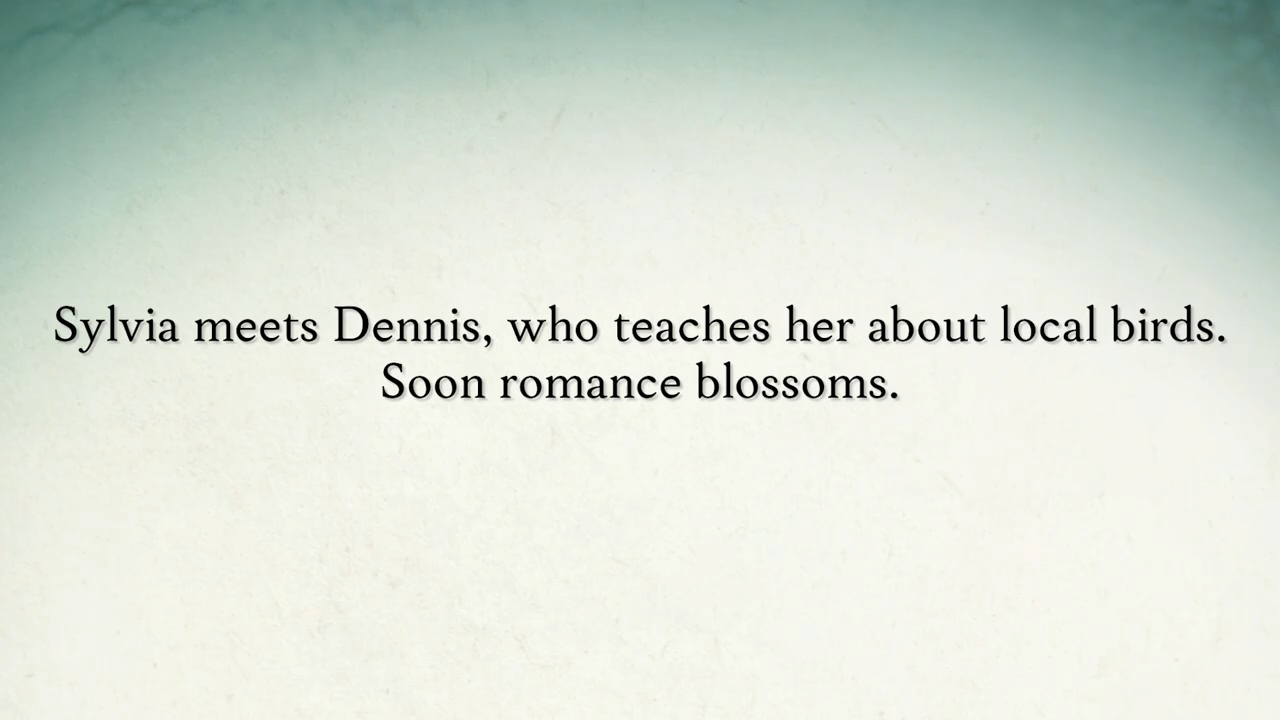 Sylvia meets Dennis, who teaches her about local birds.
Soon romance blossoms.